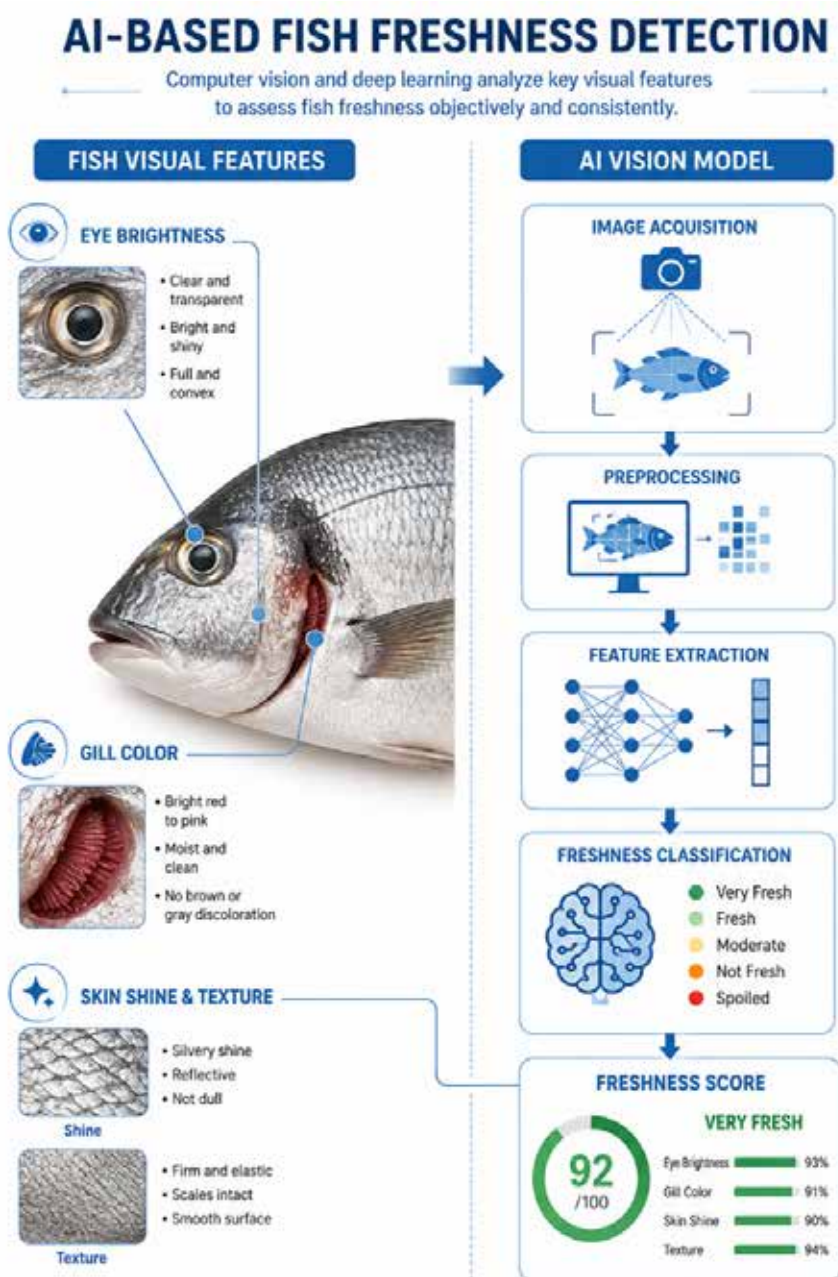 AI-BASED FISH FRESHNESS DETECTION
Computer vision and deep learning analyze key visual features
to assess fish freshness objectively and consistently.
FISH VISUAL FEATURES
EYE BRIGHTNESS
• Clear and
transparent
• Bright and
shiny
• Full and
convex
GILL COLOR
• Bright red
to pink
• Moist and
clean
• No brown or
gray discoloration
SKIN SHINE & TEXTURE
• Silvery shine
• Reflective
• Not dull
Shine
• Firm and elastic
• Scales intact
• Smooth surface
Texture
AI VISION MODEL
IMAGE ACQUISITION
PREPROCESSING
FEATURE EXTRACTION
FRESHNESS CLASSIFICATION
Very Fresh
Fresh
Moderate
Not Fresh
Spoiled
FRESHNESS SCORE
92
/100
VERY FRESH
Eye Brightness 93%
Gill Color 91%
Skin Shine 90%
Texture 94%